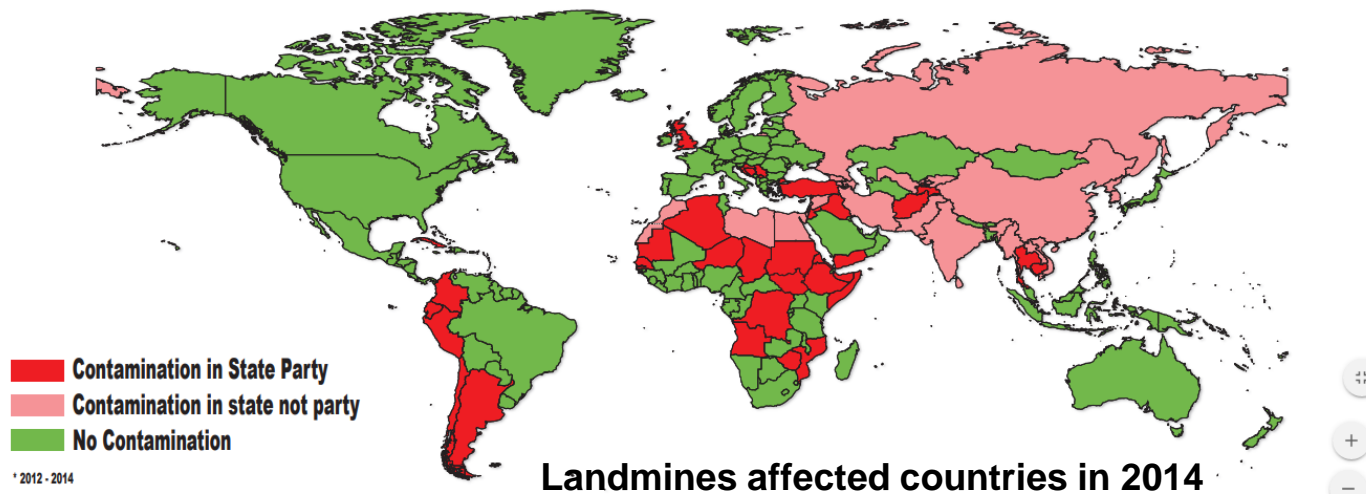 Contamination in State Party
Contamination in state not party
No Contamination
* 2012 - 2014
Landmines affected countries in 2014